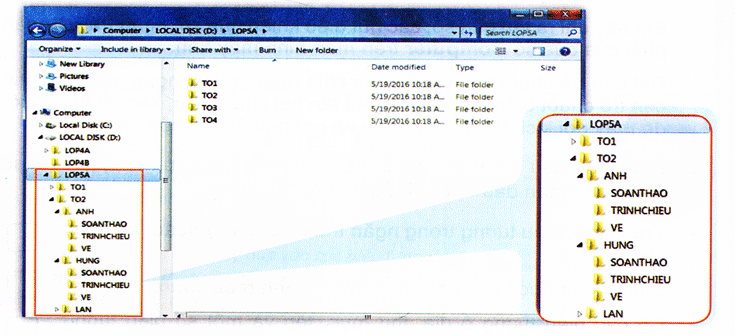 Computer ▸ LOCAL DISK (D:) ▸ LOP5A ▸
Search LOP5A
Organize Include in library Share with Burn New folder
New Library
Pictures
Videos
Computer
Local Disk (C:)
LOCAL DISK (D:)
LOP4A
LOP4B
LOP5A
TO1
TO2
ANH
SOANTHAO
TRINHCHIEU
VE
HUNG
SOANTHAO
TRINHCHIEU
VE
LAN
Name Date modified Type Size
TO1 5/19/2016 10:18 A... File folder
TO2 5/19/2016 10:18 A... File folder
TO3 5/19/2016 10:18 A... File folder
TO4 5/19/2016 10:18 A... File folder
LOP5A
TO1
TO2
ANH
SOANTHAO
TRINHCHIEU
VE
HUNG
SOANTHAO
TRINHCHIEU
VE
LAN